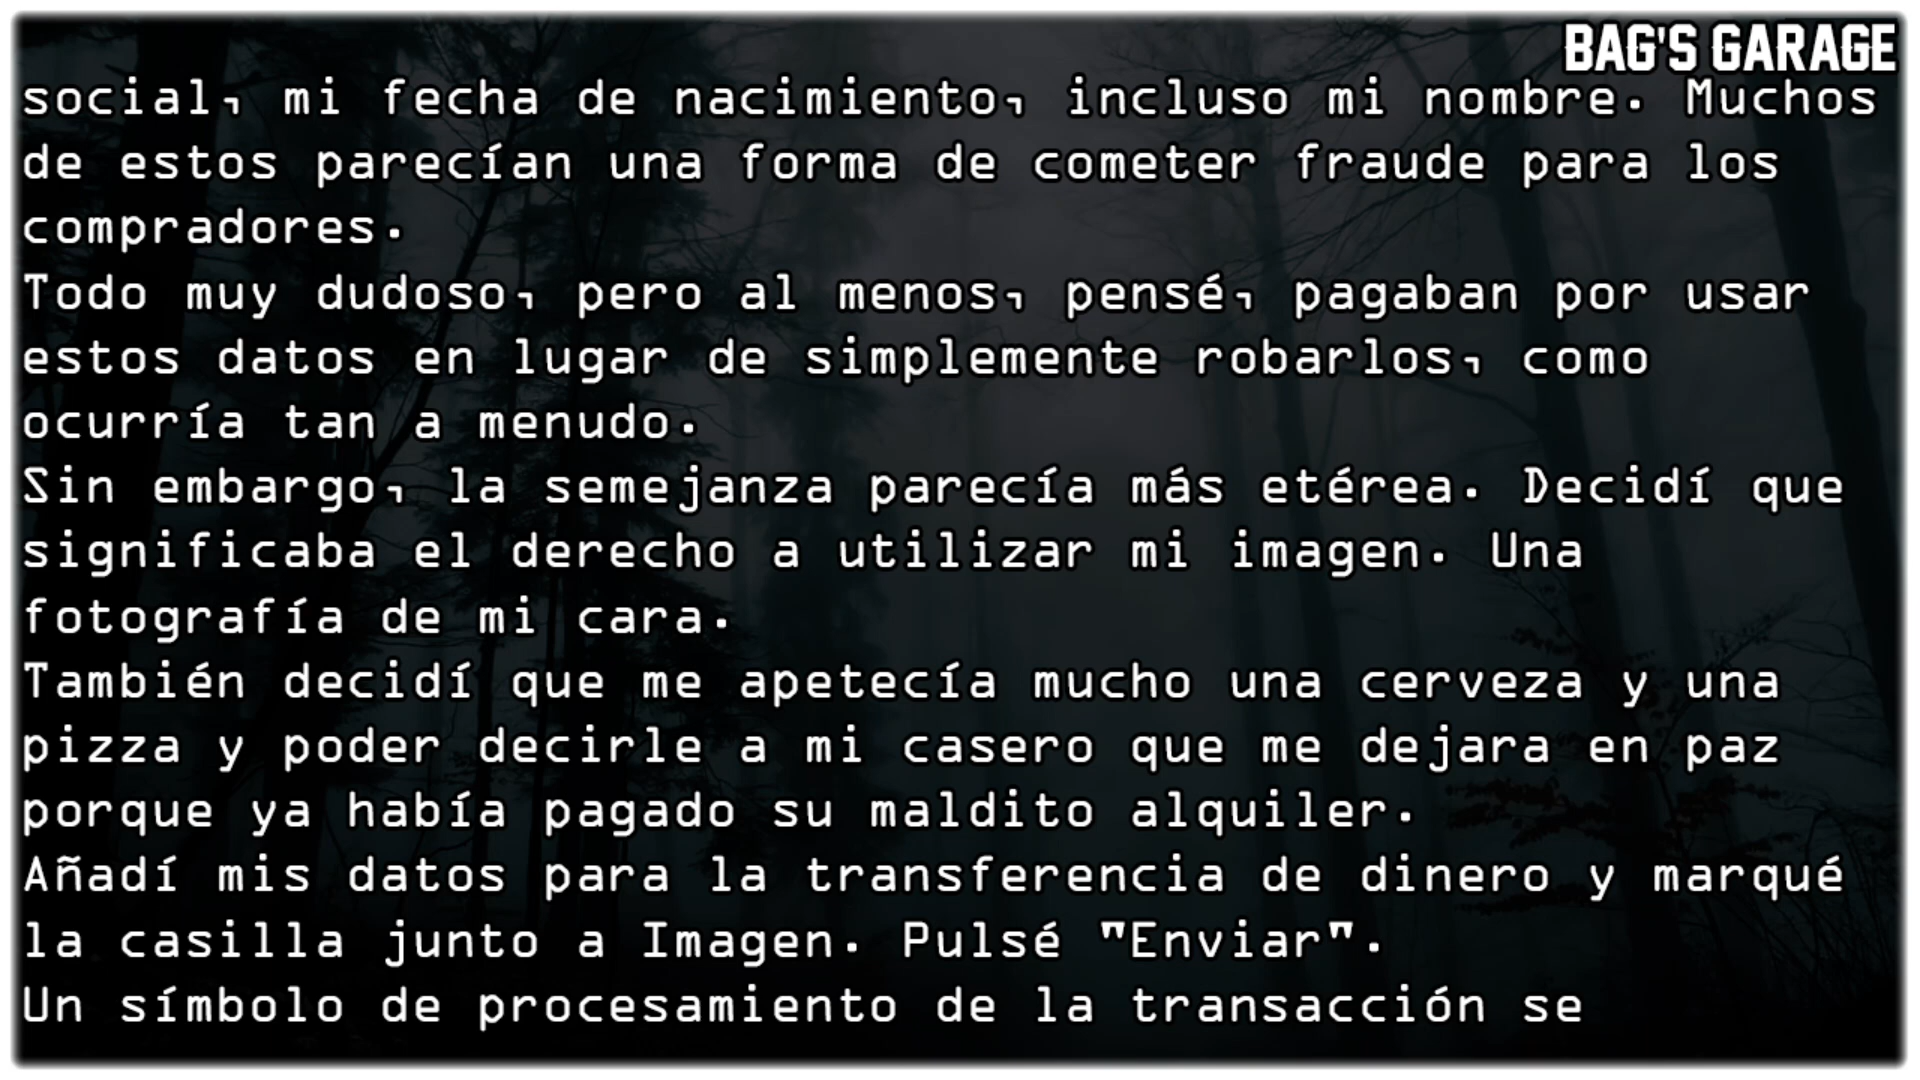 BAG'S GARAGE
social, mi fecha de nacimiento, incluso mi nombre. Muchos
de estos parecían una forma de cometer fraude para los
compradores.
Todo muy dudoso, pero al menos, pensé, pagaban por usar
estos datos en lugar de simplemente robarlos, como
ocurría tan a menudo.
Sin embargo, la semejanza parecía más etérea. Decidí que
significaba el derecho a utilizar mi imagen. Una
fotografía de mi cara.
También decidí que me apetecía mucho una cerveza y una
pizza y poder decirle a mi casero que me dejara en paz
porque ya había pagado su maldito alquiler.
Añadí mis datos para la transferencia de dinero y marqué
la casilla junto a Imagen. Pulsé "Enviar".
Un símbolo de procesamiento de la transacción se